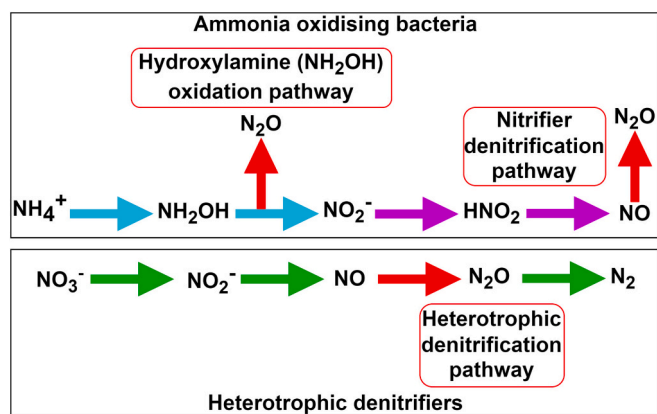 Ammonia oxidising bacteria
Hydroxylamine (NH₂OH)
oxidation pathway
N₂O
Nitrifier
denitrification
pathway
N₂O
NH₄⁺ NH₂OH NO₂⁻ HNO₂ NO
NO₃⁻ NO₂⁻ NO N₂O N₂
Heterotrophic
denitrification
pathway
Heterotrophic denitrifiers